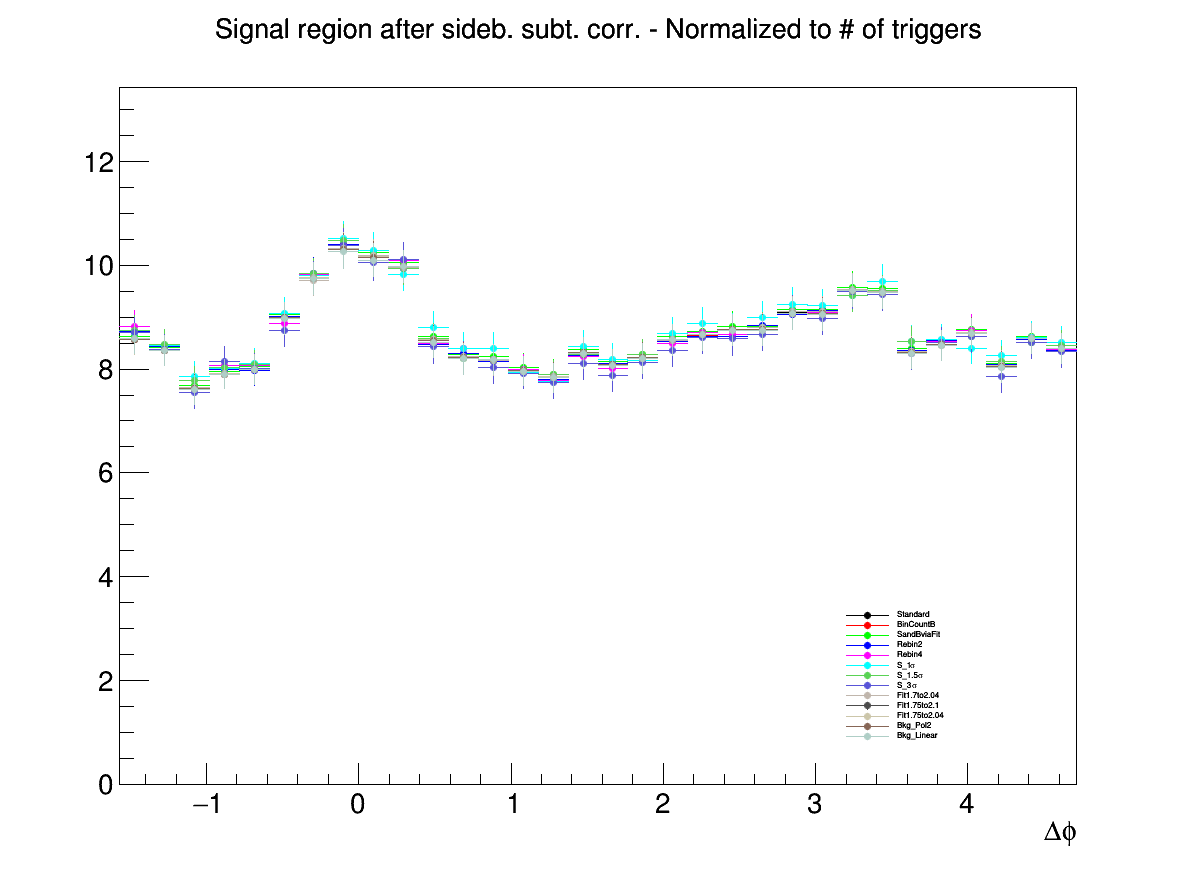 Signal region after sideb. subt. corr. - Normalized to # of triggers
12
10
8
6
4
2
0
−1
0
1
2
3
4
Δϕ
Standard
BinCountB
SandBviaFit
Rebin2
Rebin4
S_1σ
S_1.5σ
S_3σ
Fit1.7to2.04
Fit1.75to2.1
Fit1.75to2.04
Bkg_Pol2
Bkg_Linear